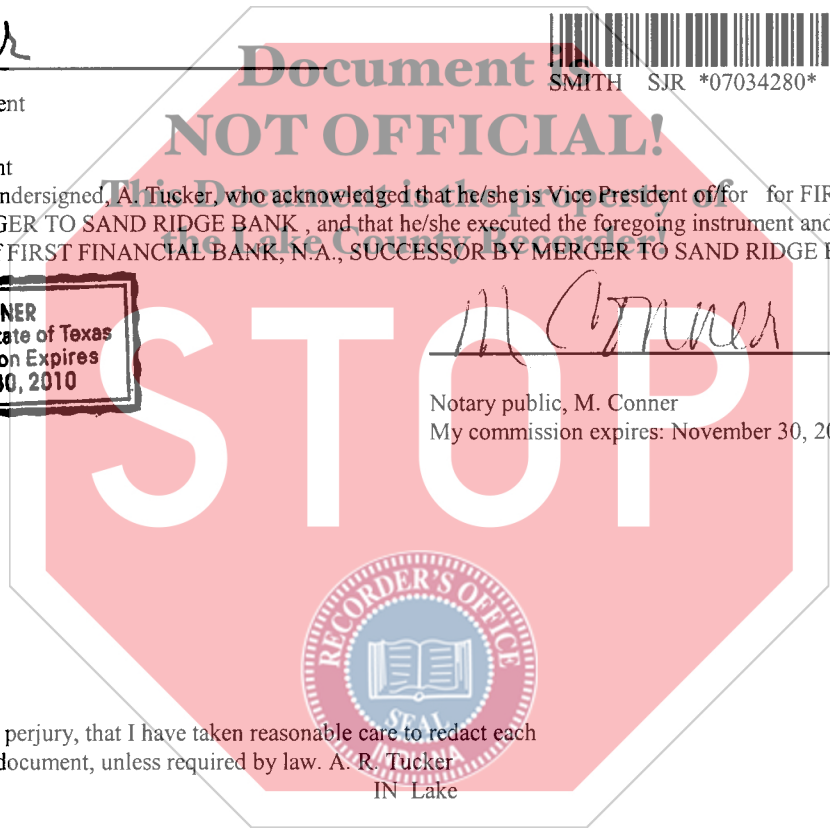 Document is
SMITH SJR *07034280*
ent
NOT OFFICIAL!
nt
This Document is the property of
ndersigned, A. Tucker, who acknowledged that he/she is Vice President of/for for FIR
GER TO SAND RIDGE BANK , and that he/she executed the foregoing instrument and
the Lake County Recorder!
f FIRST FINANCIAL BANK, N.A., SUCCESSOR BY MERGER TO SAND RIDGE B
NER
ate of Texas
on Expires
30, 2010
M Conner
STOP
Notary public, M. Conner
My commission expires: November 30, 20
RECORDER'S OFFICE
SEAL
INDIANA
perjury, that I have taken reasonable care to redact each
document, unless required by law. A. R. Tucker
IN Lake